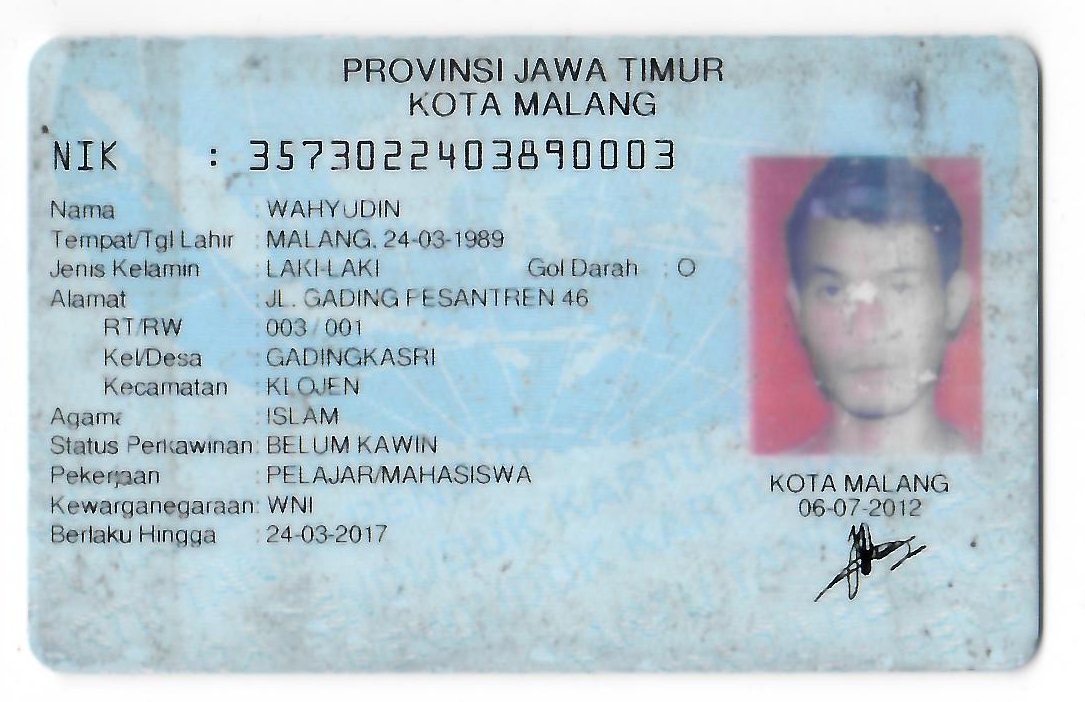 PROVINSI JAWA TIMUR
KOTA MALANG
NIK : 3573022403890003
Nama : WAHYUDIN
Tempat/Tgl Lahir : MALANG, 24-03-1989
Jenis Kelamin : LAKI-LAKI Gol Darah : O
Alamat : JL. GADING PESANTREN 46
RT/RW : 003 / 001
Kel/Desa : GADINGKASRI
Kecamatan : KLOJEN
Agama : ISLAM
Status Perkawinan: BELUM KAWIN
Pekerjaan : PELAJAR/MAHASISWA
Kewarganegaraan: WNI
Berlaku Hingga : 24-03-2017
KOTA MALANG
06-07-2012